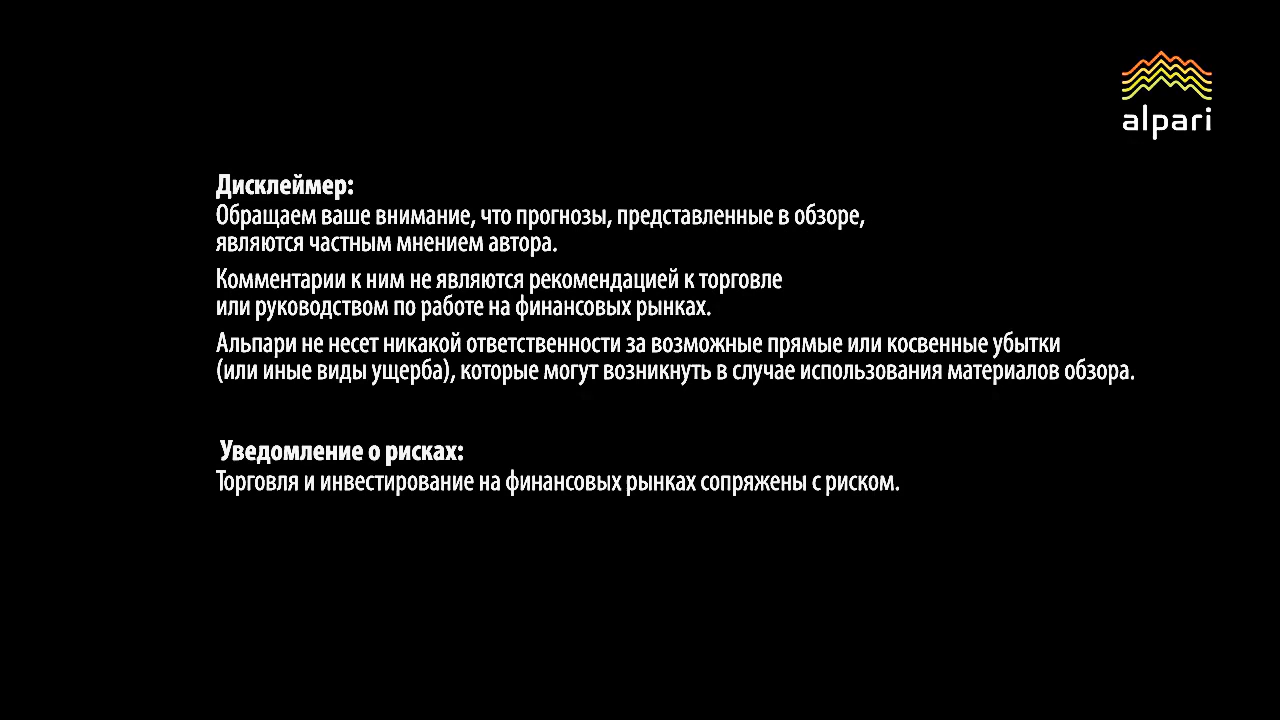 alpari
Дисклеймер:
Обращаем ваше внимание, что прогнозы, представленные в обзоре,
являются частным мнением автора.
Комментарии к ним не являются рекомендацией к торговле
или руководством по работе на финансовых рынках.
Альпари не несет никакой ответственности за возможные прямые или косвенные убытки
(или иные виды ущерба), которые могут возникнуть в случае использования материалов обзора.
Уведомление о рисках:
Торговля и инвестирование на финансовых рынках сопряжены с риском.